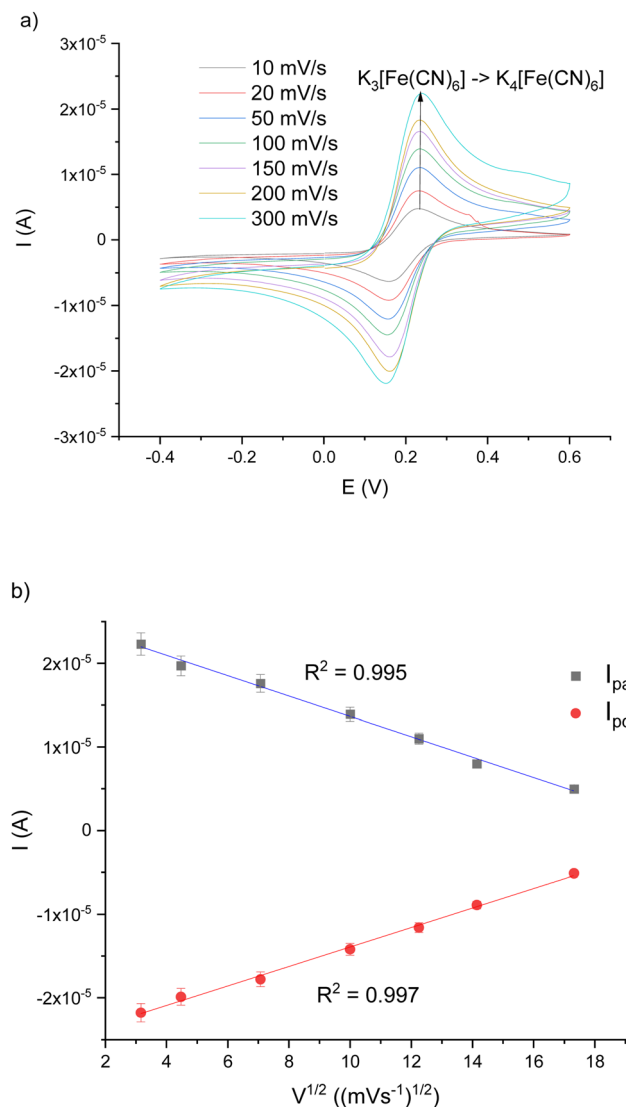 a)
3x10⁻⁵
2x10⁻⁵
1x10⁻⁵
0
-1x10⁻⁵
-2x10⁻⁵
-3x10⁻⁵
I (A)
10 mV/s
20 mV/s
50 mV/s
100 mV/s
150 mV/s
200 mV/s
300 mV/s
K₃[Fe(CN)₆] -> K₄[Fe(CN)₆]
-0.4 -0.2 0.0 0.2 0.4 0.6
E (V)
b)
2x10⁻⁵
1x10⁻⁵
0
-1x10⁻⁵
-2x10⁻⁵
I (A)
R² = 0.995
I
R² = 0.997
I
2 4 6 8 10 12 14 16 18
V¹/² ((mVs⁻¹)¹/²)